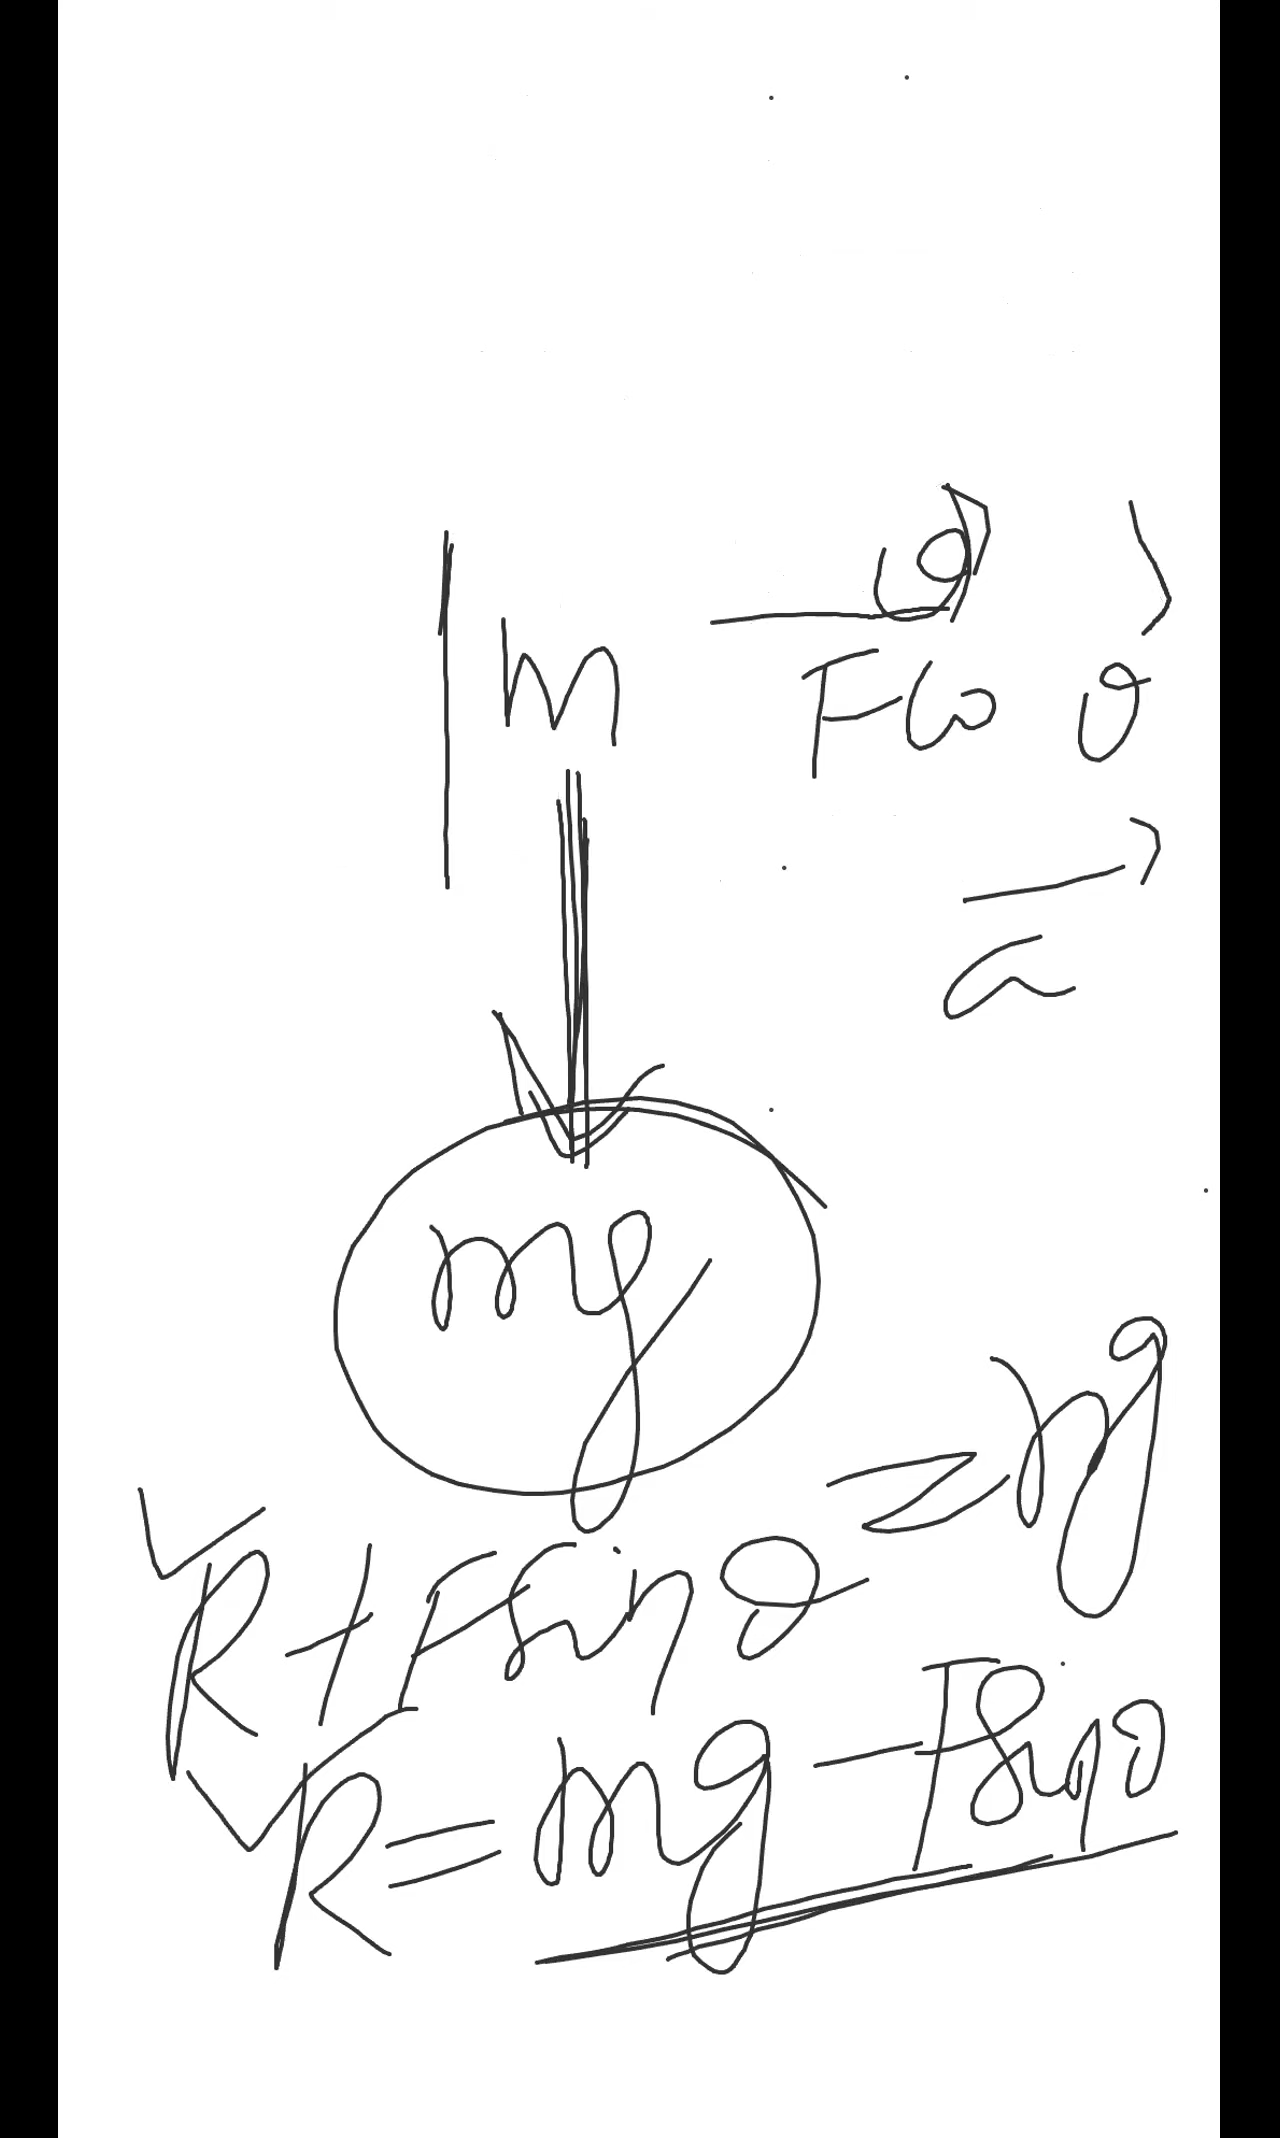 m
θ
F cos θ
a
mg
R + F sin θ = mg
R = mg - F sin θ